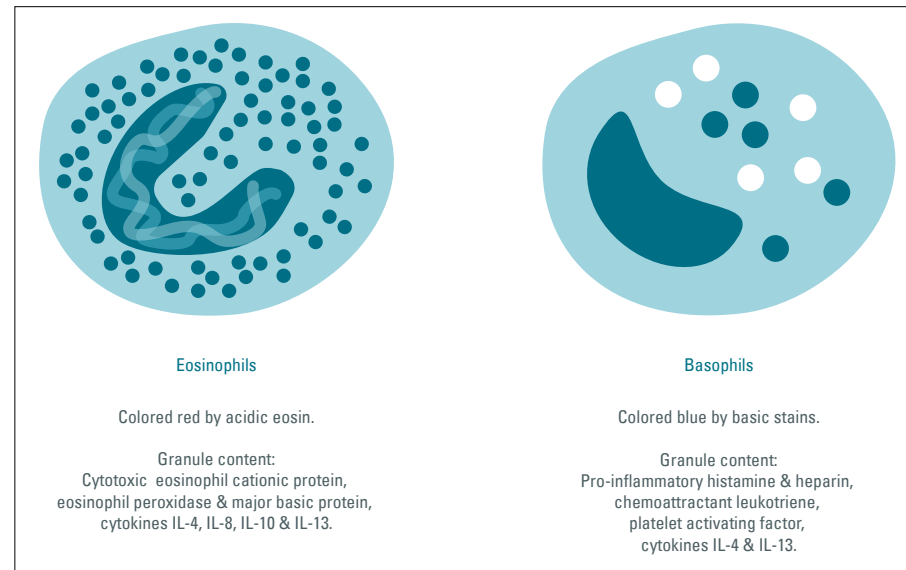 Eosinophils
Colored red by acidic eosin.
Granule content:
Cytotoxic eosinophil cationic protein,
eosinophil peroxidase & major basic protein,
cytokines IL-4, IL-8, IL-10 & IL-13.
Basophils
Colored blue by basic stains.
Granule content:
Pro-inflammatory histamine & heparin,
chemoattractant leukotriene,
platelet activating factor,
cytokines IL-4 & IL-13.